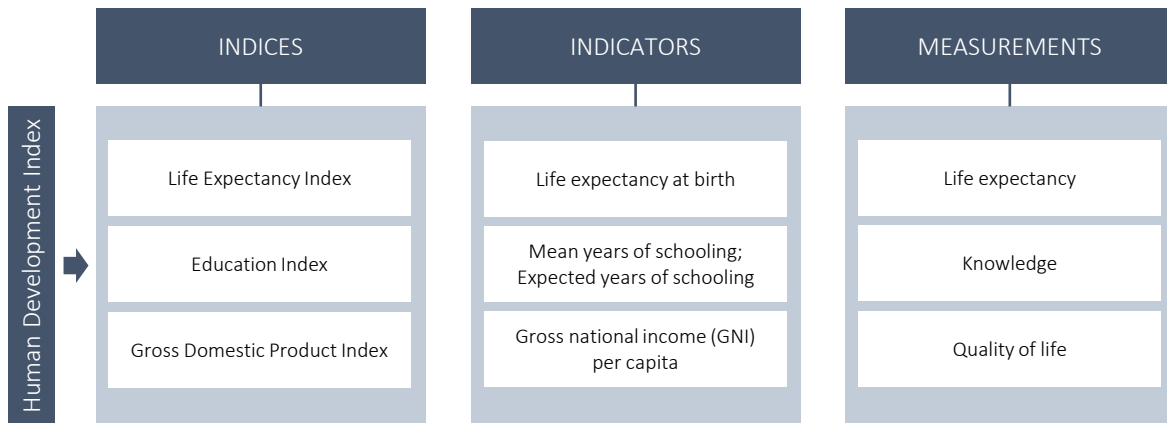 INDICES
INDICATORS
MEASUREMENTS
Human Development Index
Life Expectancy Index
Life expectancy at birth
Life expectancy
Education Index
Mean years of schooling;
Expected years of schooling
Knowledge
Gross Domestic Product Index
Gross national income (GNI)
per capita
Quality of life